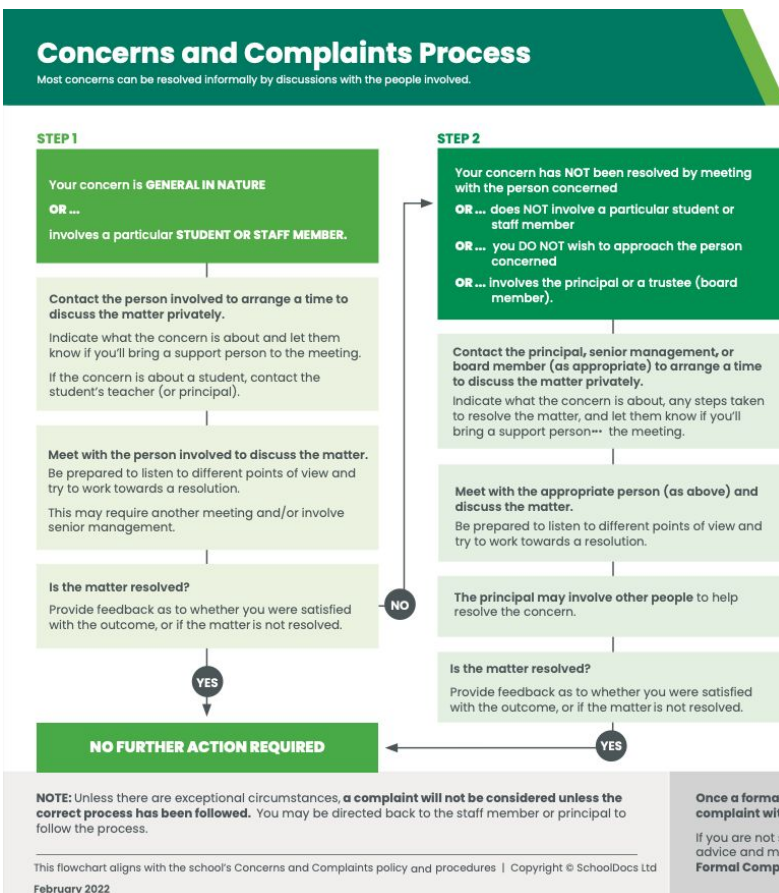 Concerns and Complaints Process
Most concerns can be resolved informally by discussions with the people involved.
STEP 1
Your concern is GENERAL IN NATURE
OR ...
involves a particular STUDENT OR STAFF MEMBER.
Contact the person involved to arrange a time to
discuss the matter privately.
Indicate what the concern is about and let them
know if you'll bring a support person to the meeting.
If the concern is about a student, contact the
student's teacher (or principal).
Meet with the person involved to discuss the matter.
Be prepared to listen to different points of view and
try to work towards a resolution.
This may require another meeting and/or involve
senior management.
Is the matter resolved?
Provide feedback as to whether you were satisfied
with the outcome, or if the matter is not resolved.
NO
YES
NO FURTHER ACTION REQUIRED
STEP 2
Your concern has NOT been resolved by meeting
with the person concerned
OR ... does NOT involve a particular student or
staff member
OR ... you DO NOT wish to approach the person
concerned
OR ... involves the principal or a trustee (board
member).
Contact the principal, senior management, or
board member (as appropriate) to arrange a time
to discuss the matter privately.
Indicate what the concern is about, any steps taken
to resolve the matter, and let them know if you'll
bring a support person the meeting.
Meet with the appropriate person (as above) and
discuss the matter.
Be prepared to listen to different points of view and
try to work towards a resolution.
The principal may involve other people to help
resolve the concern.
Is the matter resolved?
Provide feedback as to whether you were satisfied
with the outcome, or if the matter is not resolved.
YES
NOTE: Unless there are exceptional circumstances, a complaint will not be considered unless the
correct process has been followed. You may be directed back to the staff member or principal to
follow the process.
This flowchart aligns with the school's Concerns and Complaints policy and procedures | Copyright © SchoolDocs Ltd
February 2022
Once a forma
complaint wit
If you are not
advice and m
Formal Comp